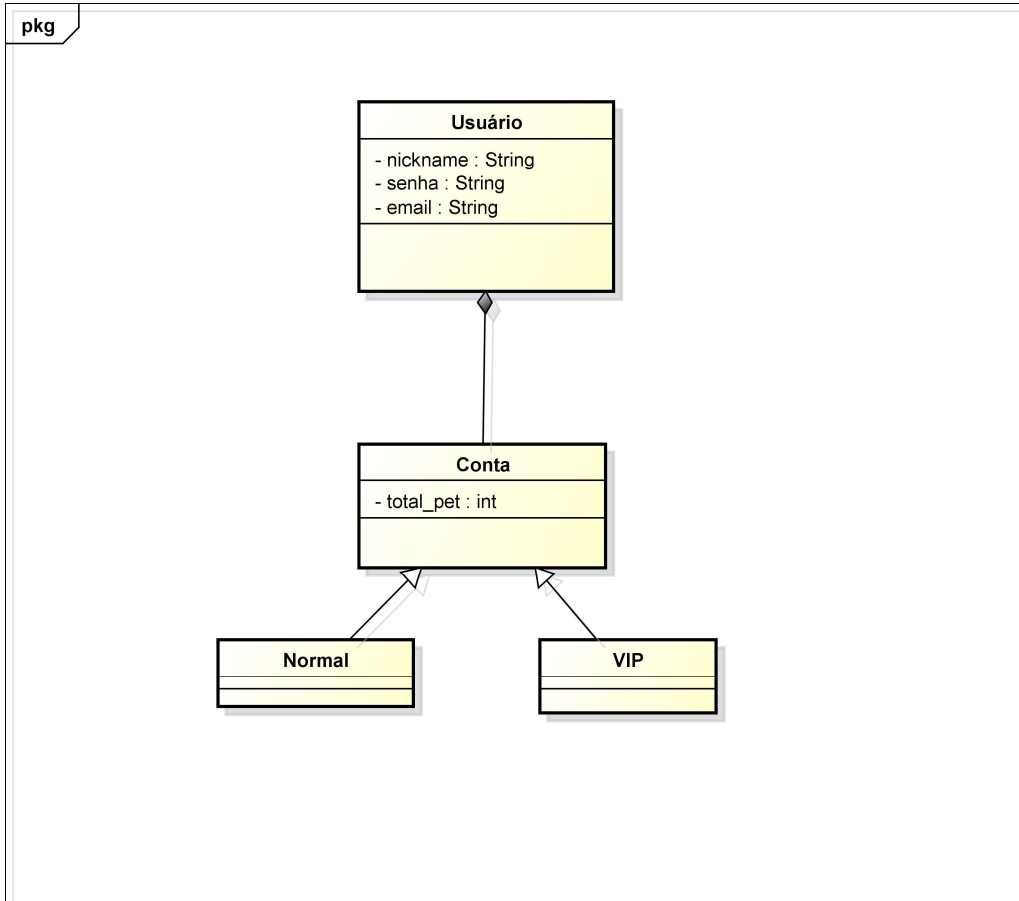 pkg
Usuário
- nickname : String
- senha : String
- email : String
Conta
- total_pet : int
Normal
VIP